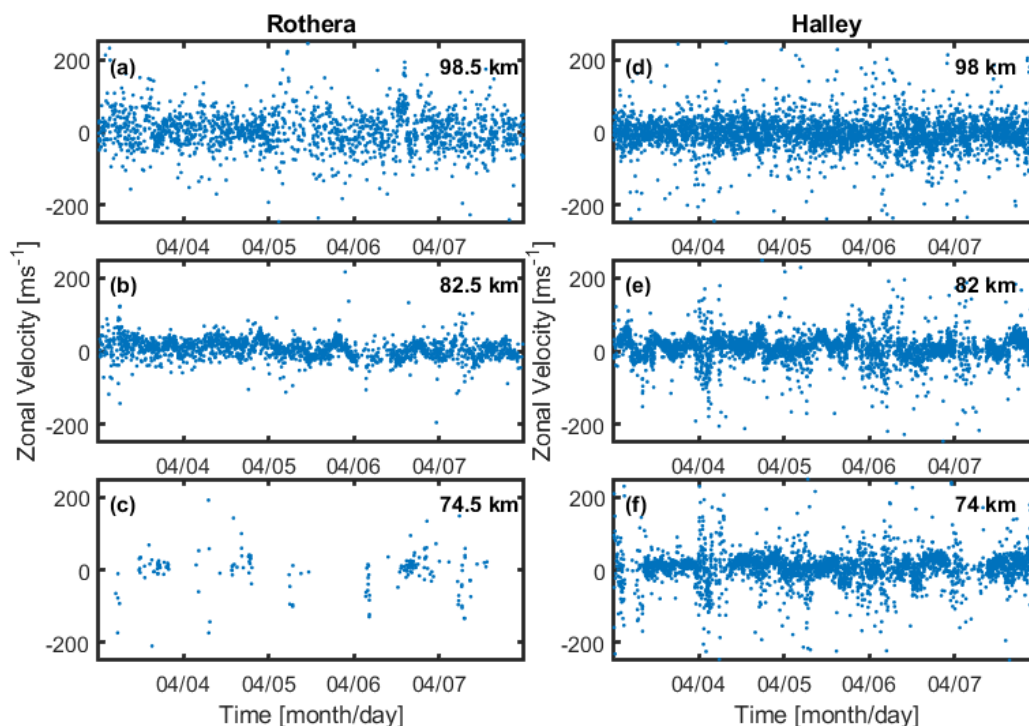 Rothera
Halley
(a)
98.5 km
200
0
-200
04/04
04/05
04/06
04/07
(d)
98 km
200
0
-200
04/04
04/05
04/06
04/07
Zonal Velocity [ms⁻¹]
(b)
82.5 km
200
0
-200
04/04
04/05
04/06
04/07
Zonal Velocity [ms⁻¹]
(e)
82 km
200
0
-200
04/04
04/05
04/06
04/07
(c)
74.5 km
200
0
-200
04/04
04/05
04/06
04/07
Time [month/day]
(f)
74 km
200
0
-200
04/04
04/05
04/06
04/07
Time [month/day]